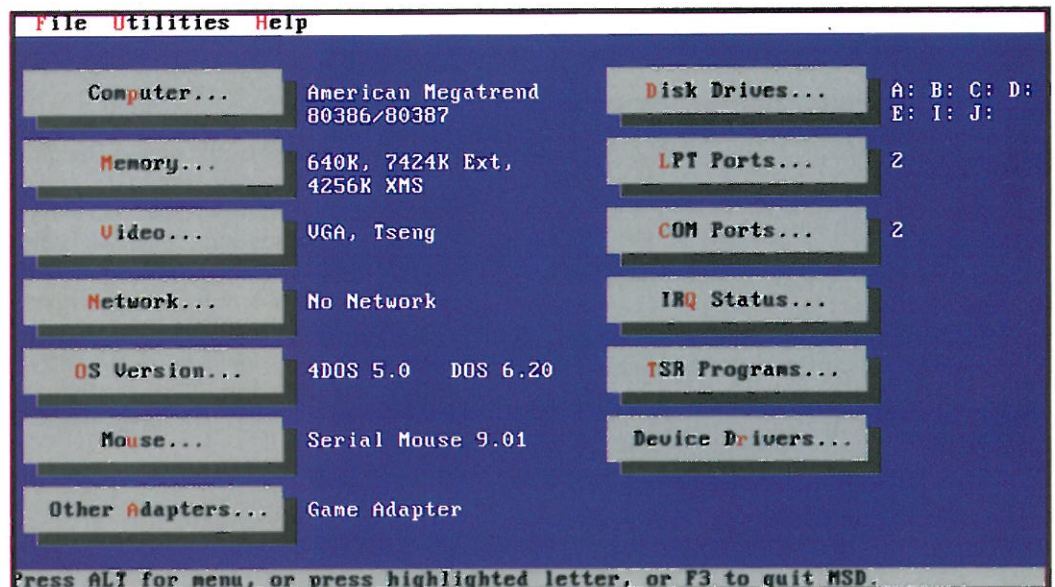 File Utilities Help
Computer... American Megatrend Disk Drives... A: B: C: D:
80386/80387 E: I: J:
Memory... 640K, 7424K Ext, LPT Ports... 2
4256K XMS
Video... VGA, Tseng COM Ports... 2
Network... No Network IRQ Status...
OS Version... 4DOS 5.0 DOS 6.20 TSR Programs...
Mouse... Serial Mouse 9.01 Device Drivers...
Other Adapters... Game Adapter
Press ALT for menu, or press highlighted letter, or F3 to quit MSD.